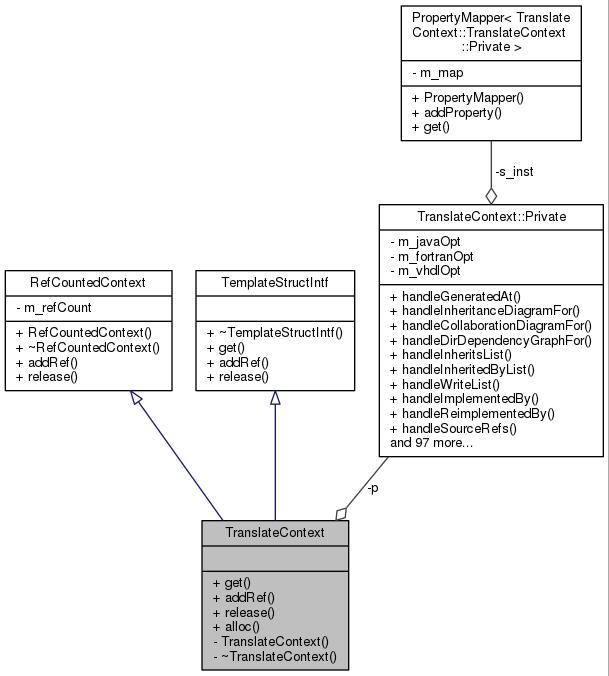 PropertyMapper< Translate
Context::TranslateContext
::Private >
- m_map
+ PropertyMapper()
+ addProperty()
+ get()
-s_inst
TranslateContext::Private
- m_javaOpt
- m_fortranOpt
- m_vhdlOpt
+ handleGeneratedAt()
+ handleInheritanceDiagramFor()
+ handleCollaborationDiagramFor()
+ handleDirDependencyGraphFor()
+ handleInheritsList()
+ handleInheritedByList()
+ handleWriteList()
+ handleImplementedBy()
+ handleReimplementedBy()
+ handleSourceRefs()
and 97 more...
RefCountedContext
- m_refCount
+ RefCountedContext()
+ ~RefCountedContext()
+ addRef()
+ release()
TemplateStructIntf
+ ~TemplateStructIntf()
+ get()
+ addRef()
+ release()
-p
TranslateContext
+ get()
+ addRef()
+ release()
+ alloc()
- TranslateContext()
- ~TranslateContext()